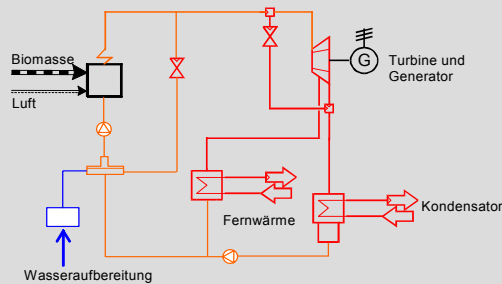 Biomasse
Luft
G
Turbine und
Generator
Fernwärme
Kondensator
Wasseraufbereitung